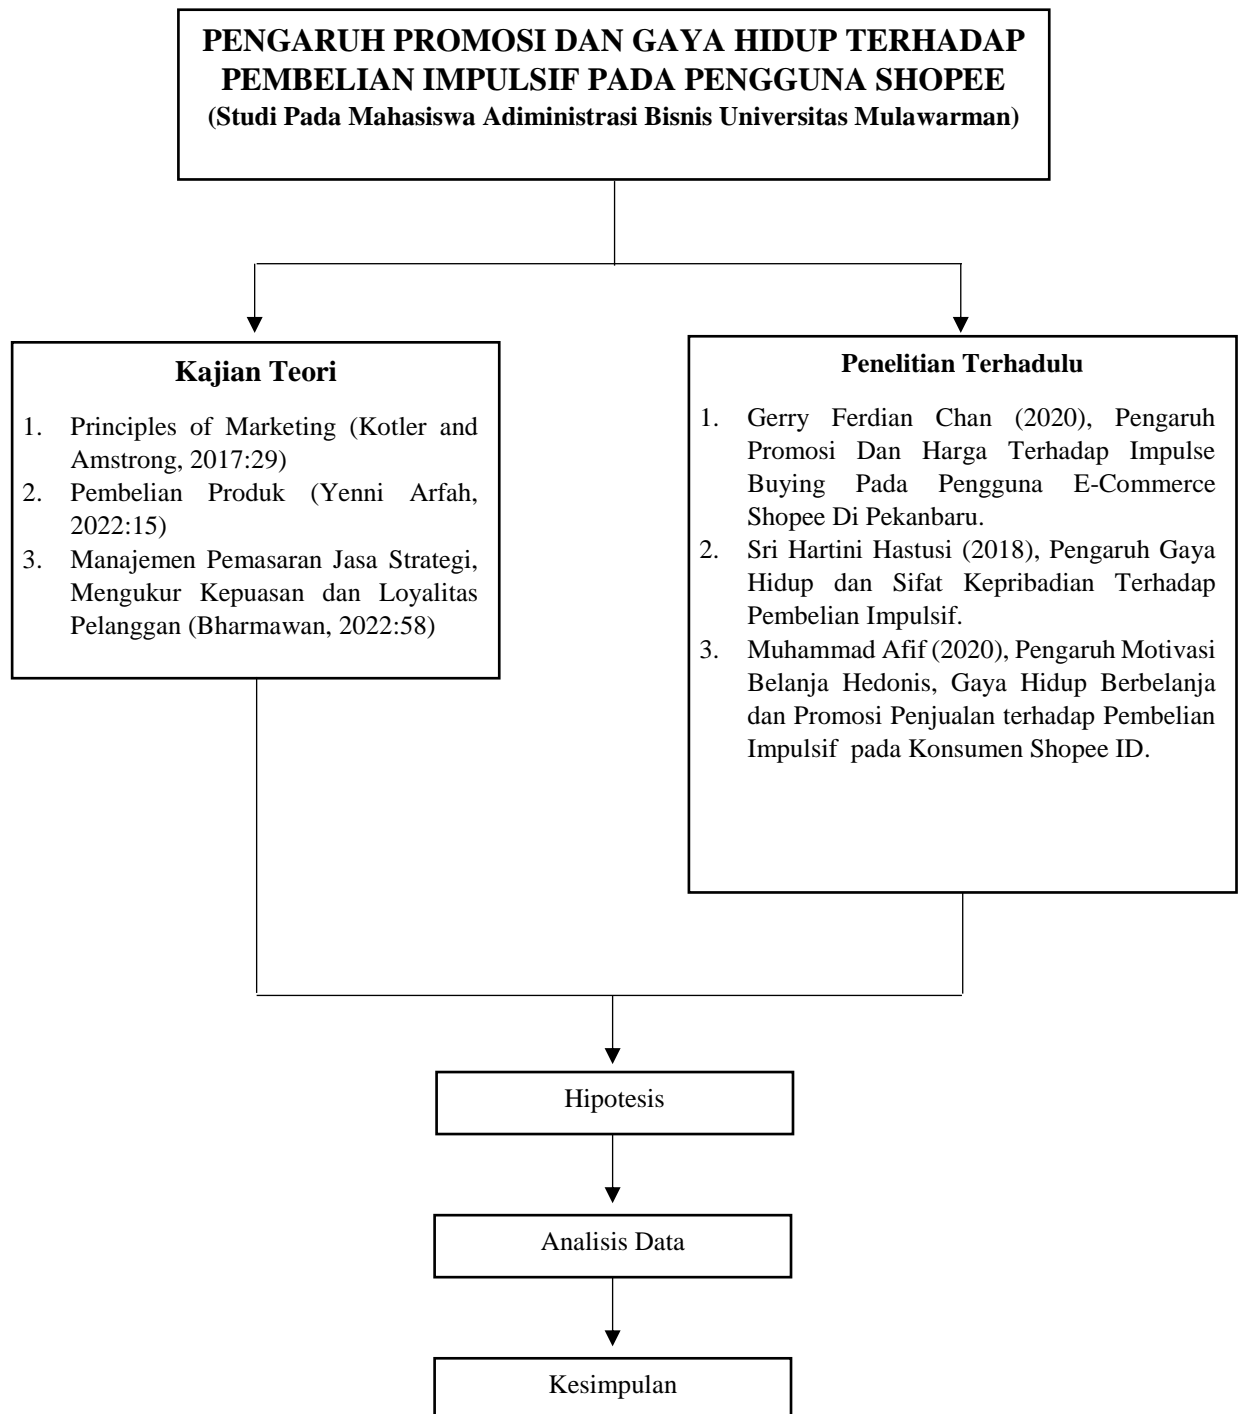 PENGARUH PROMOSI DAN GAYA HIDUP TERHADAP
PEMBELIAN IMPULSIF PADA PENGGUNA SHOPEE
(Studi Pada Mahasiswa Adiministrasi Bisnis Universitas Mulawarman)
Kajian Teori
1. Principles of Marketing (Kotler and
Amstrong, 2017:29)
2. Pembelian Produk (Yenni Arfah,
2022:15)
3. Manajemen Pemasaran Jasa Strategi,
Mengukur Kepuasan dan Loyalitas
Pelanggan (Bharmawan, 2022:58)
Penelitian Terhadulu
1. Gerry Ferdian Chan (2020), Pengaruh
Promosi Dan Harga Terhadap Impulse
Buying Pada Pengguna E-Commerce
Shopee Di Pekanbaru.
2. Sri Hartini Hastusi (2018), Pengaruh Gaya
Hidup dan Sifat Kepribadian Terhadap
Pembelian Impulsif.
3. Muhammad Afif (2020), Pengaruh Motivasi
Belanja Hedonis, Gaya Hidup Berbelanja
dan Promosi Penjualan terhadap Pembelian
Impulsif pada Konsumen Shopee ID.
Hipotesis
Analisis Data
Kesimpulan